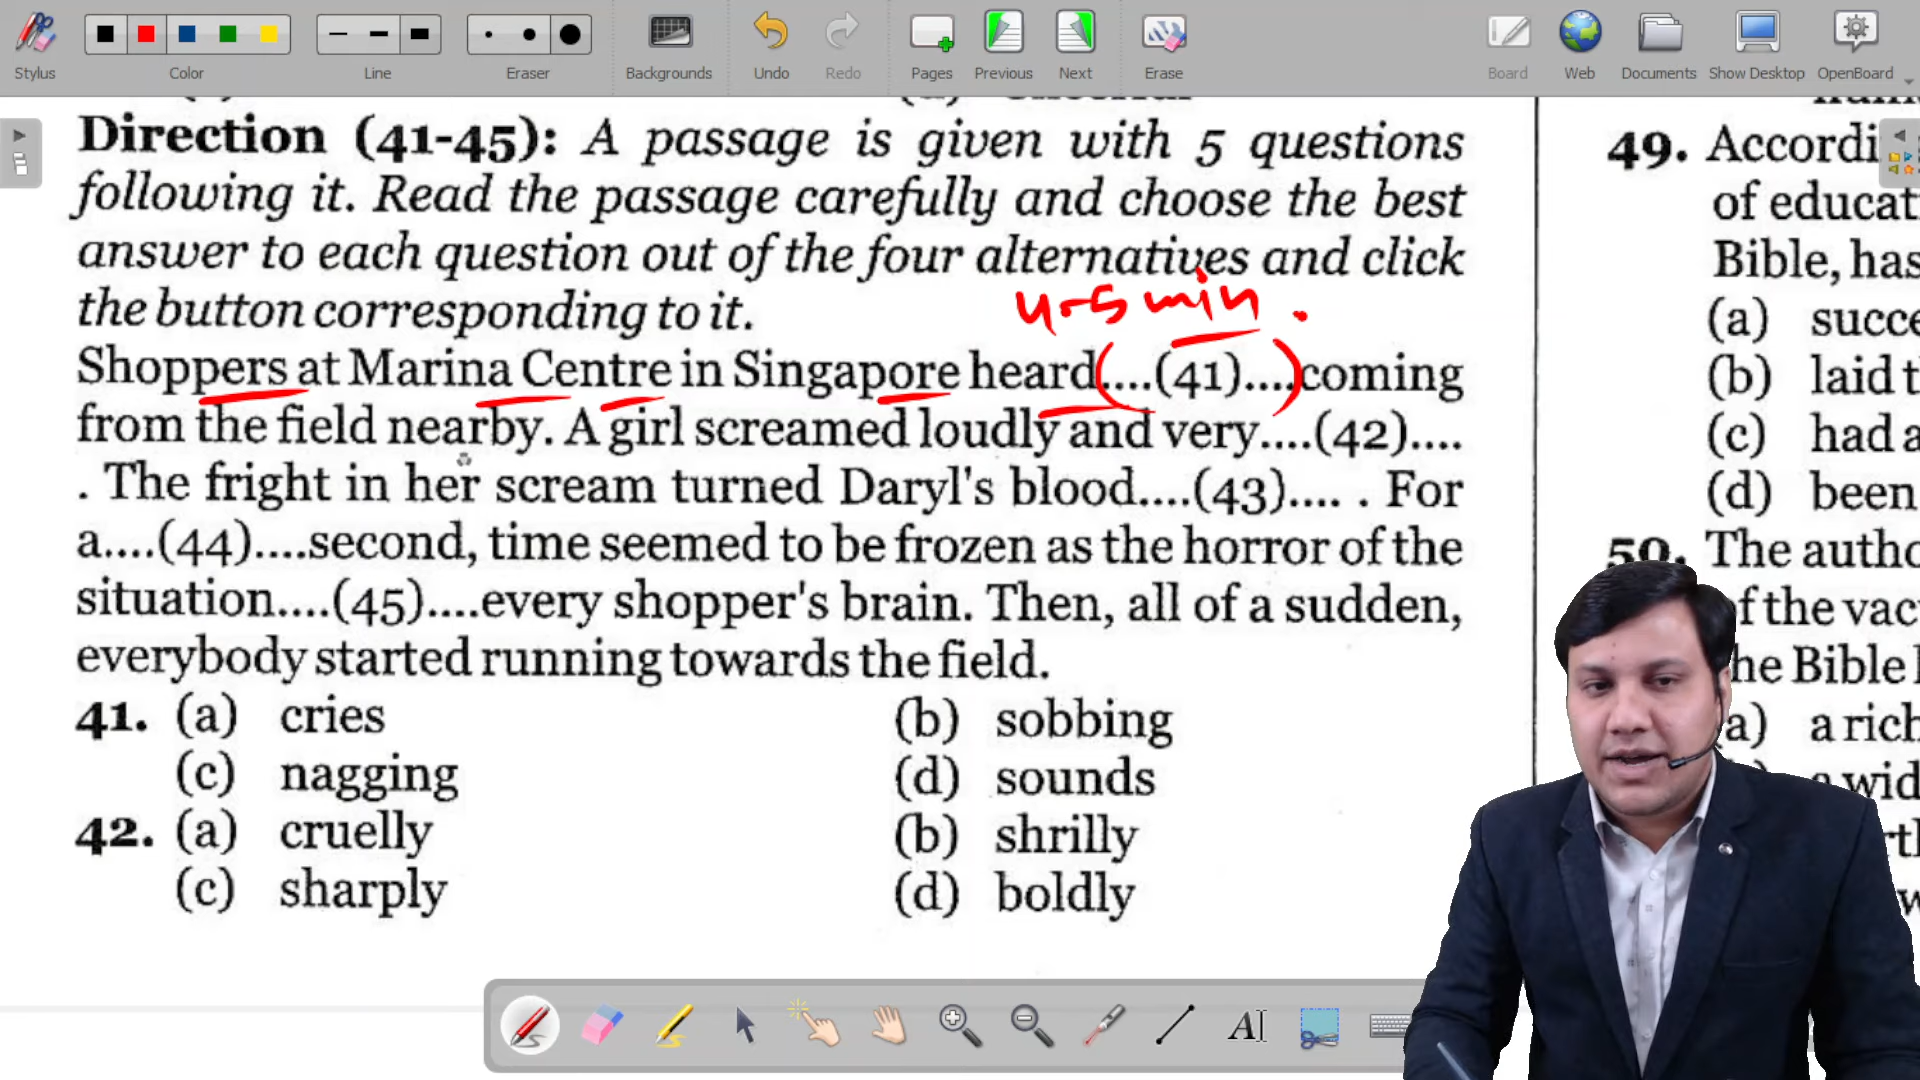 Stylus
Color
Line
Eraser
Backgrounds
Undo
Redo
Pages
Previous
Next
Erase
Board
Web
Documents
Show Desktop
OpenBoard
Direction (41-45): A passage is given with 5 questions
following it. Read the passage carefully and choose the best
answer to each question out of the four alternatives and click
the button corresponding to it.
4-5 min.
Shoppers at Marina Centre in Singapore heard....(41)....coming
from the field nearby. A girl screamed loudly and very....(42)....
. The fright in her scream turned Daryl's blood....(43).... . For
a....(44)....second, time seemed to be frozen as the horror of the
situation....(45)....every shopper's brain. Then, all of a sudden,
everybody started running towards the field.
41. (a) cries (b) sobbing
(c) nagging (d) sounds
42. (a) cruelly (b) shrilly
(c) sharply (d) boldly
49. Accordi
of educat
Bible, has
(a) succe
(b) laid t
(c) had a
(d) been
50. The autho
of the vac
the Bible
(a) a rich
a wid
AI